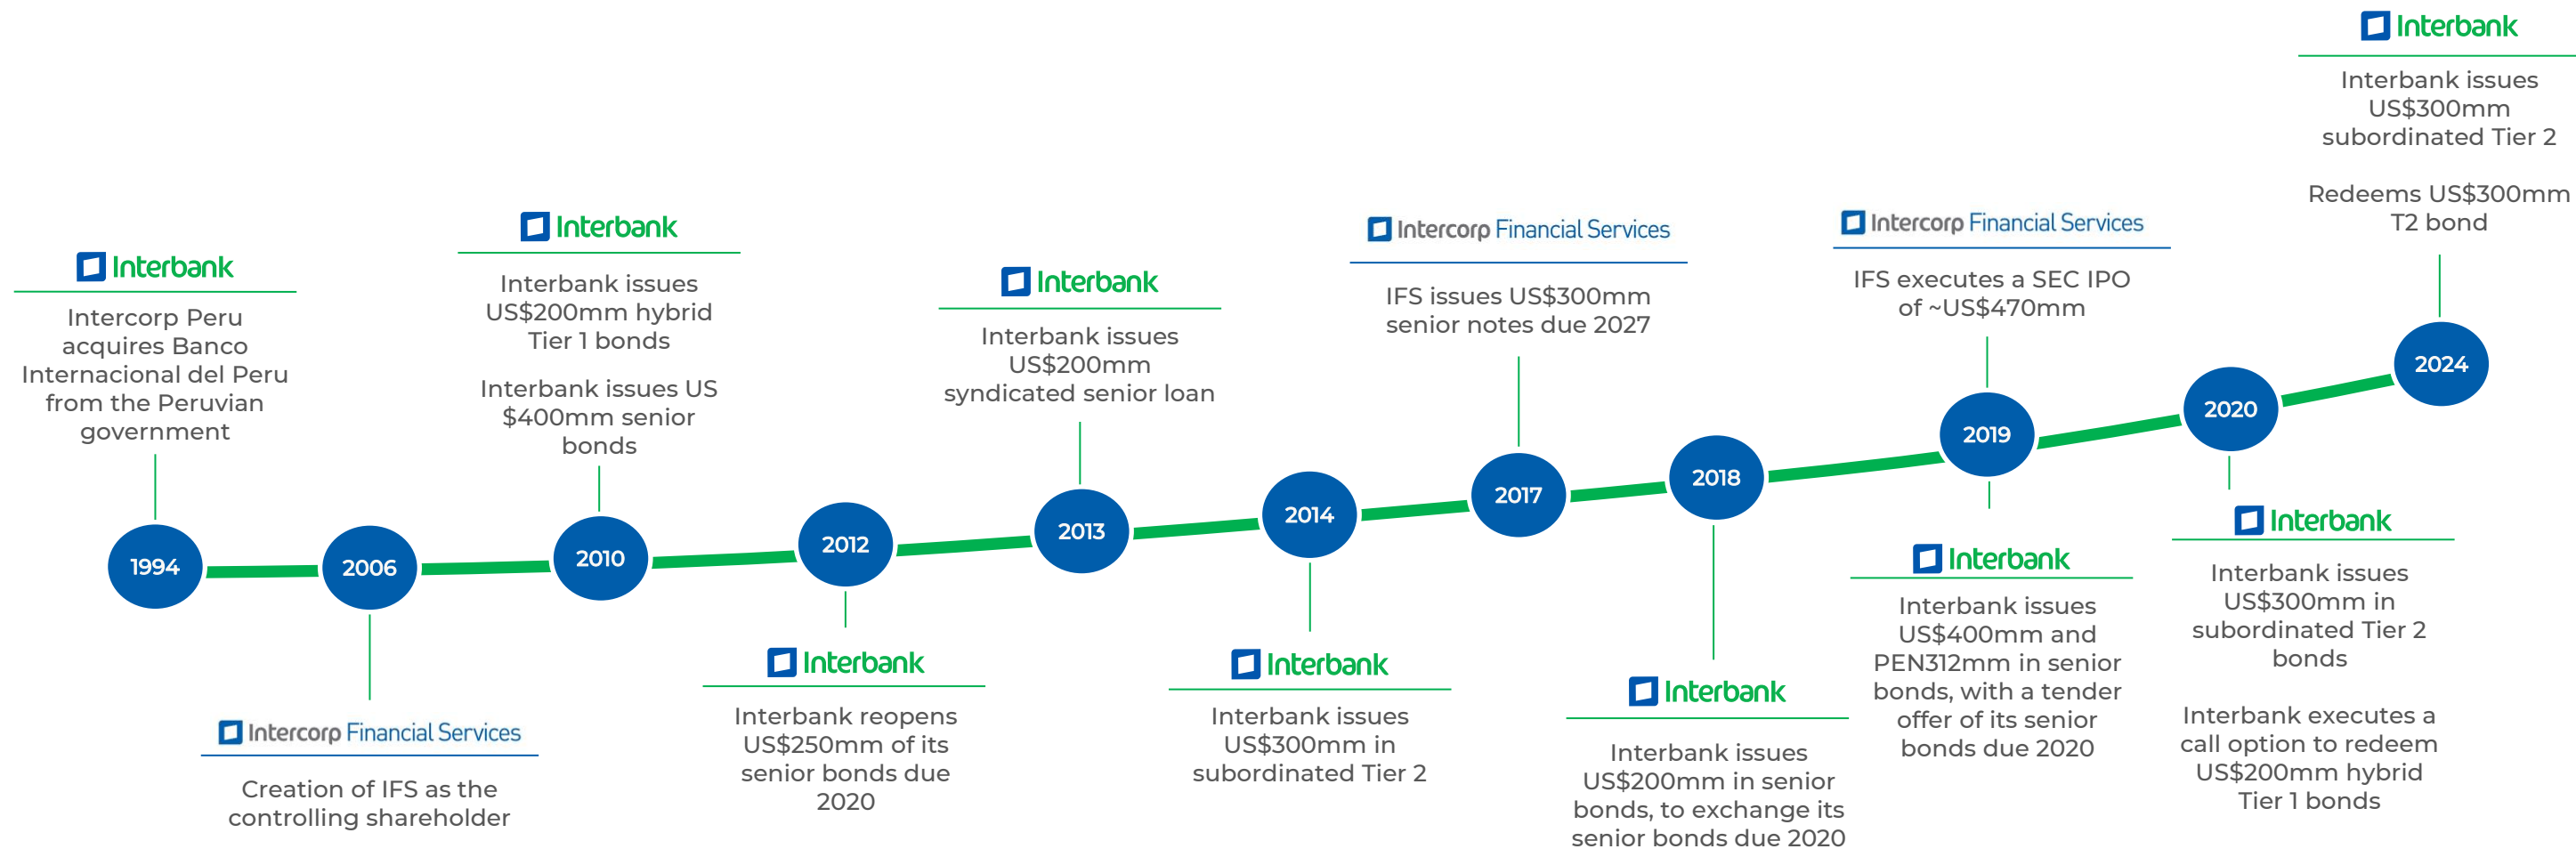 Interbank
Intercorp Peru
acquires Banco
Internacional del Peru
from the Peruvian
government
1994
2006
Intercorp Financial Services
Creation of IFS as the
controlling shareholder
Interbank
Interbank issues
US$200mm hybrid
Tier 1 bonds
Interbank issues US
$400mm senior
bonds
2010
2012
Interbank
Interbank reopens
US$250mm of its
senior bonds due
2020
Interbank
Interbank issues
US$200mm
syndicated senior loan
2013
2014
Interbank
Interbank issues
US$300mm in
subordinated Tier 2
Intercorp Financial Services
IFS issues US$300mm
senior notes due 2027
2017
2018
Interbank
Interbank issues
US$200mm in senior
bonds, to exchange its
senior bonds due 2020
Intercorp Financial Services
IFS executes a SEC IPO
of ~US$470mm
2019
Interbank
Interbank issues
US$400mm and
PEN312mm in senior
bonds, with a tender
offer of its senior
bonds due 2020
2020
Interbank
Interbank issues
US$300mm in
subordinated Tier 2
bonds
Interbank executes a
call option to redeem
US$200mm hybrid
Tier 1 bonds
Interbank
Interbank issues
US$300mm
subordinated Tier 2
Redeems US$300mm
T2 bond
2024